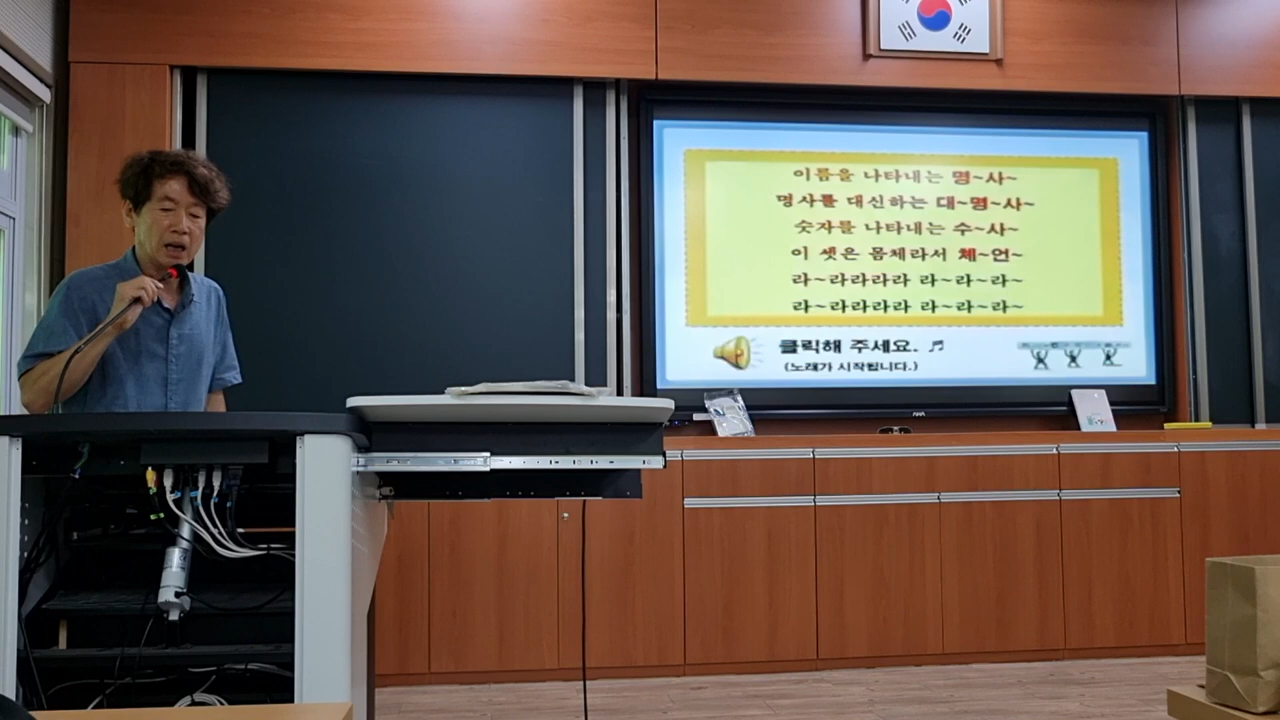 이름을 나타내는 명~사~
명사를 대신하는 대~명~사~
숫자를 나타내는 수~사~
이 셋은 몸체라서 체~언~
라~라라라라 라~라~라~
라~라라라라 라~라~라~
클릭해 주세요. ♬
(노래가 시작됩니다.)
AHA